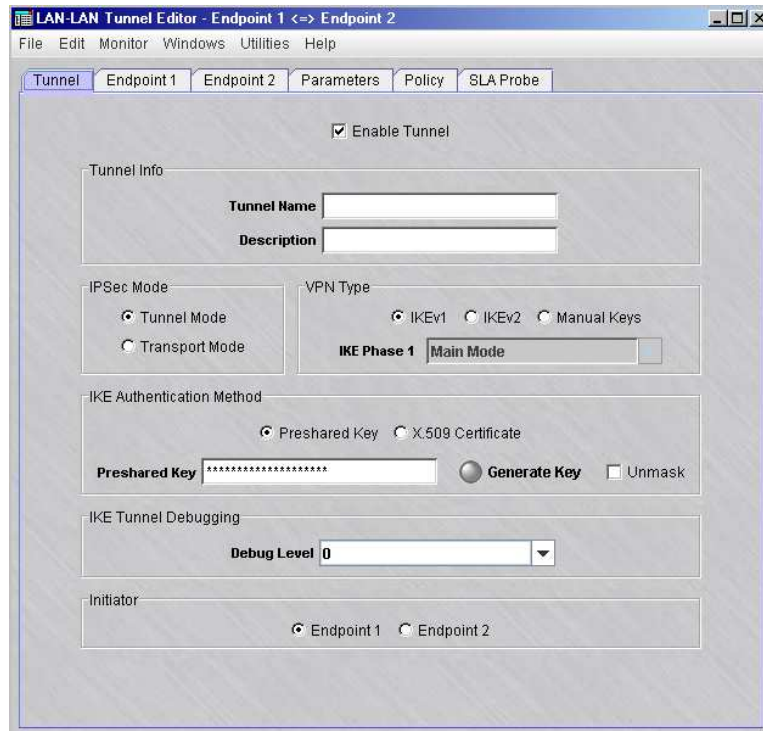 LAN-LAN Tunnel Editor - Endpoint 1 <=> Endpoint 2
File Edit Monitor Windows Utilities Help
Tunnel Endpoint 1 Endpoint 2 Parameters Policy SLA Probe
Enable Tunnel
Tunnel Info
Tunnel Name
Description
IPSec Mode
Tunnel Mode
Transport Mode
VPN Type
IKEv1 IKEv2 Manual Keys
IKE Phase 1 Main Mode
IKE Authentication Method
Preshared Key X.509 Certificate
Preshared Key ******************** Generate Key Unmask
IKE Tunnel Debugging
Debug Level 0
Initiator
Endpoint 1 Endpoint 2